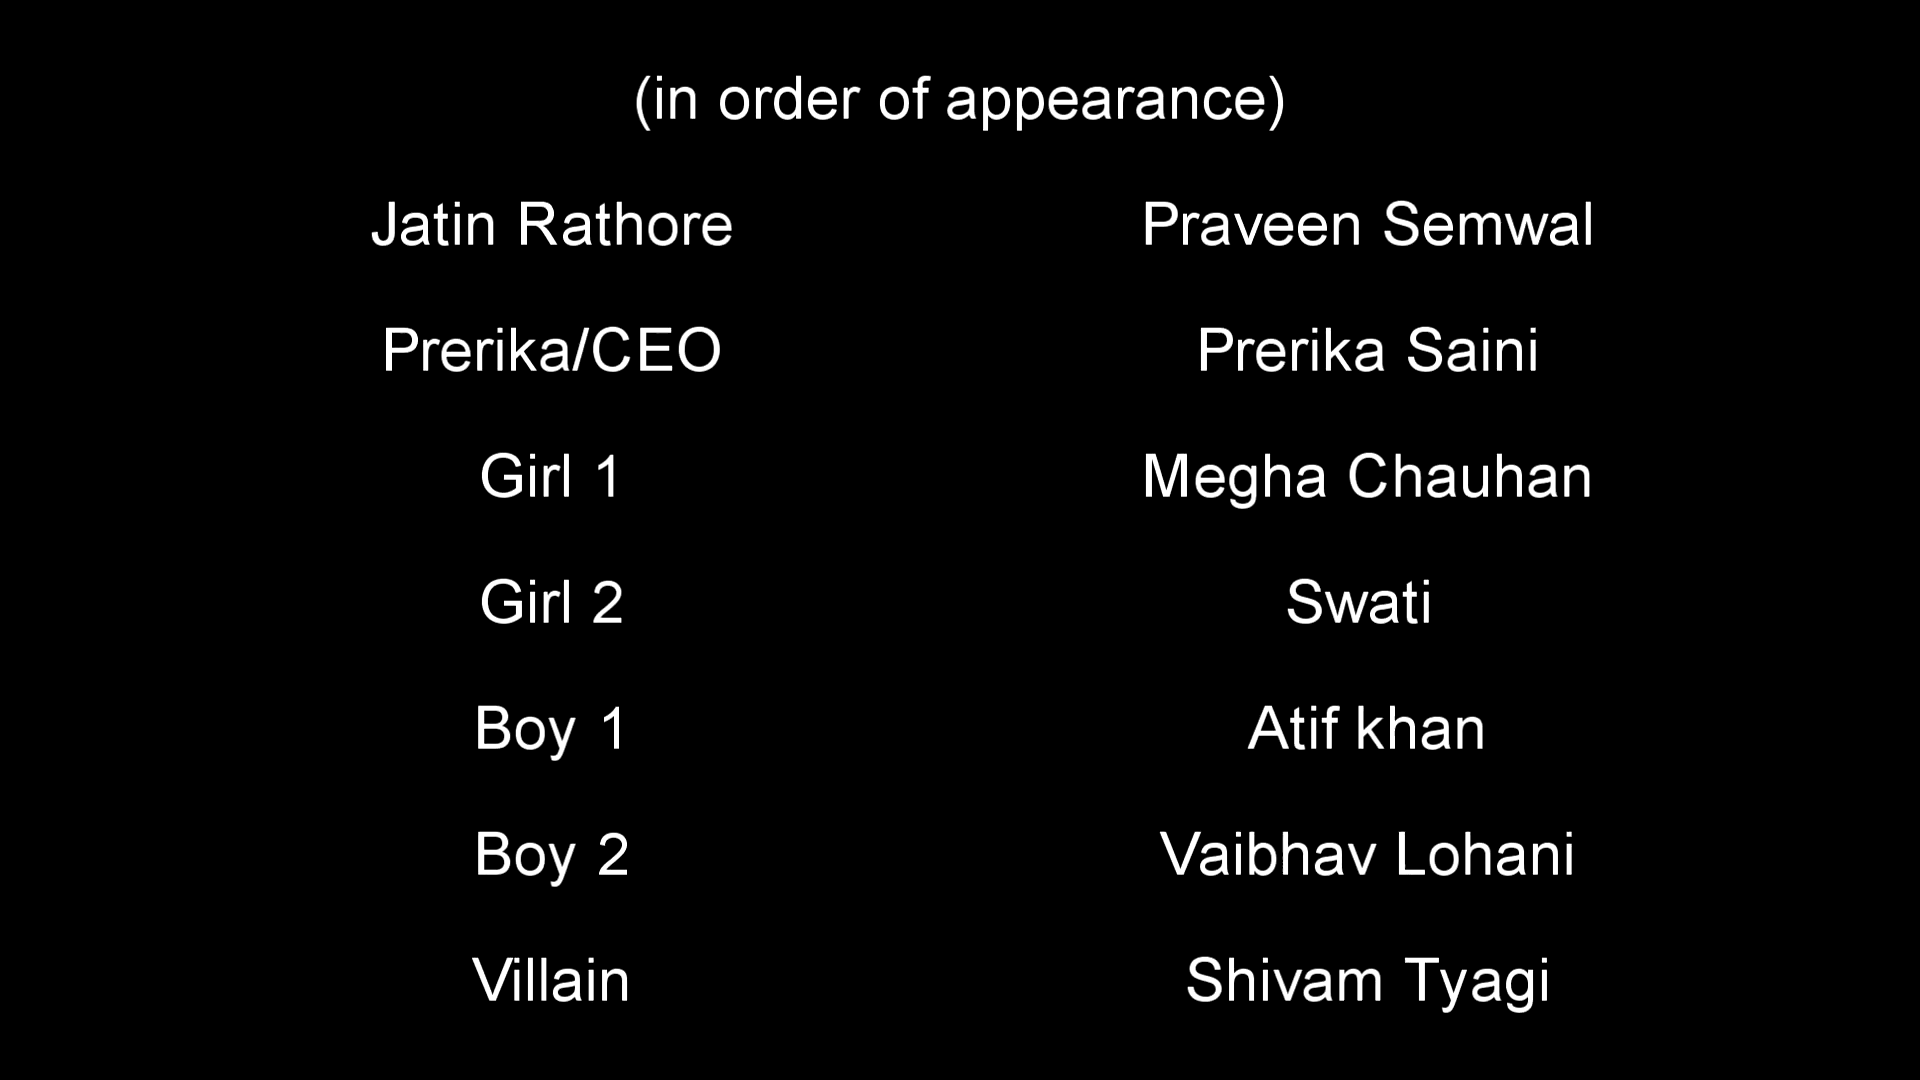 (in order of appearance)
Jatin Rathore Praveen Semwal
Prerika/CEO Prerika Saini
Girl 1 Megha Chauhan
Girl 2 Swati
Boy 1 Atif khan
Boy 2 Vaibhav Lohani
Villain Shivam Tyagi